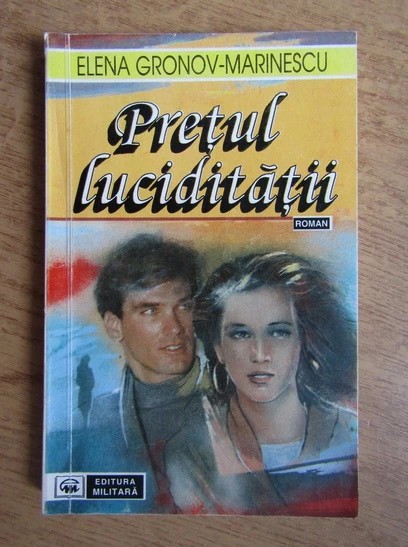 ELENA GRONOV-MARINESCU
Prețul
lucidității
ROMAN
EDITURA
MILITARĂ